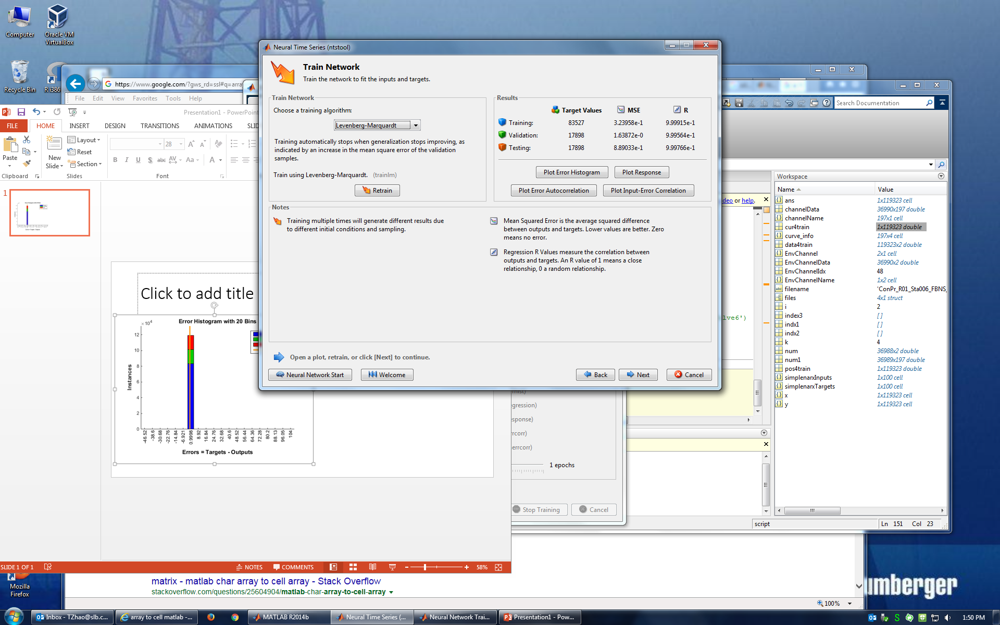 Computer
Oracle VM
VirtualBox
Recycle Bin
R i386
https://www.google.com/?gws_rd=ssl#q=arra
File Edit View Favorites Tools Help
Presentation1 - PowerPoint
FILE HOME INSERT DESIGN TRANSITIONS ANIMATIONS
Paste
New
Slide
Layout
Reset
Section
28
B I U S abc AV Aa A
Clipboard Slides Font
1
Click to add title
Error Histogram with 20 Bins
× 10^4
12
10
8
6
4
2
0
Instances
-46.52 -38.6 -30.68 -22.76 -14.84 -6.921 0.9998 8.92 16.84 24.76 32.68 40.6 48.52 56.44 64.36 72.28 80.2 88.13 96.05 104
Errors = Targets - Outputs
SLIDE 1 OF 1 NOTES COMMENTS 58%
Neural Time Series (ntstool)
Train Network
Train the network to fit the inputs and targets.
Train Network
Choose a training algorithm:
Levenberg-Marquardt
Training automatically stops when generalization stops improving, as
indicated by an increase in the mean square error of the validation
samples.
Train using Levenberg-Marquardt. (trainlm)
Retrain
Results
Target Values MSE R
Training: 83527 3.23958e-1 9.99915e-1
Validation: 17898 1.63872e-0 9.99564e-1
Testing: 17898 8.89033e-1 9.99766e-1
Plot Error Histogram Plot Response
Plot Error Autocorrelation Plot Input-Error Correlation
Notes
Training multiple times will generate different results due
to different initial conditions and sampling.
Mean Squared Error is the average squared difference
between outputs and targets. Lower values are better. Zero
means no error.
Regression R Values measure the correlation between
outputs and targets. An R value of 1 means a close
relationship, 0 a random relationship.
Open a plot, retrain, or click [Next] to continue.
Neural Network Start Welcome Back Next Cancel
egression)
esponse)
rrcorr)
errcorr)
1 epochs
Stop Training Cancel
Search Documentation
deo or help.
lve6')
Workspace
Name Value
ans 1x119323 cell
channelData 36990x197 double
channelName 197x1 cell
cur4train 1x119323 double
curve_info 197x4 cell
data4train 119323x2 double
EnvChannel 2x1 cell
EnvChannelData 36990x2 double
EnvChannelIdx 48
EnvChannelName 1x2 cell
filename 'ConPr_R01_Sta006_FBNS_
files 4x1 struct
i 2
index3 []
indx1 []
indx2 []
k 4
num 36988x2 double
num1 36989x197 double
pos4train 1x119323 double
simplenarxInputs 1x100 cell
simplenarxTargets 1x100 cell
x 1x119323 cell
y 1x119323 cell
script Ln 151 Col 23
Mozilla
Firefox
matrix - matlab char array to cell array - Stack Overflow
stackoverflow.com/questions/25604904/matlab-char-array-to-cell-array
100%
umberger
Inbox - TZhao@slb.c... array to cell matlab -... MATLAB R2014b Neural Time Series (... Neural Network Trai... Presentation1 - Pow... 1:50 PM